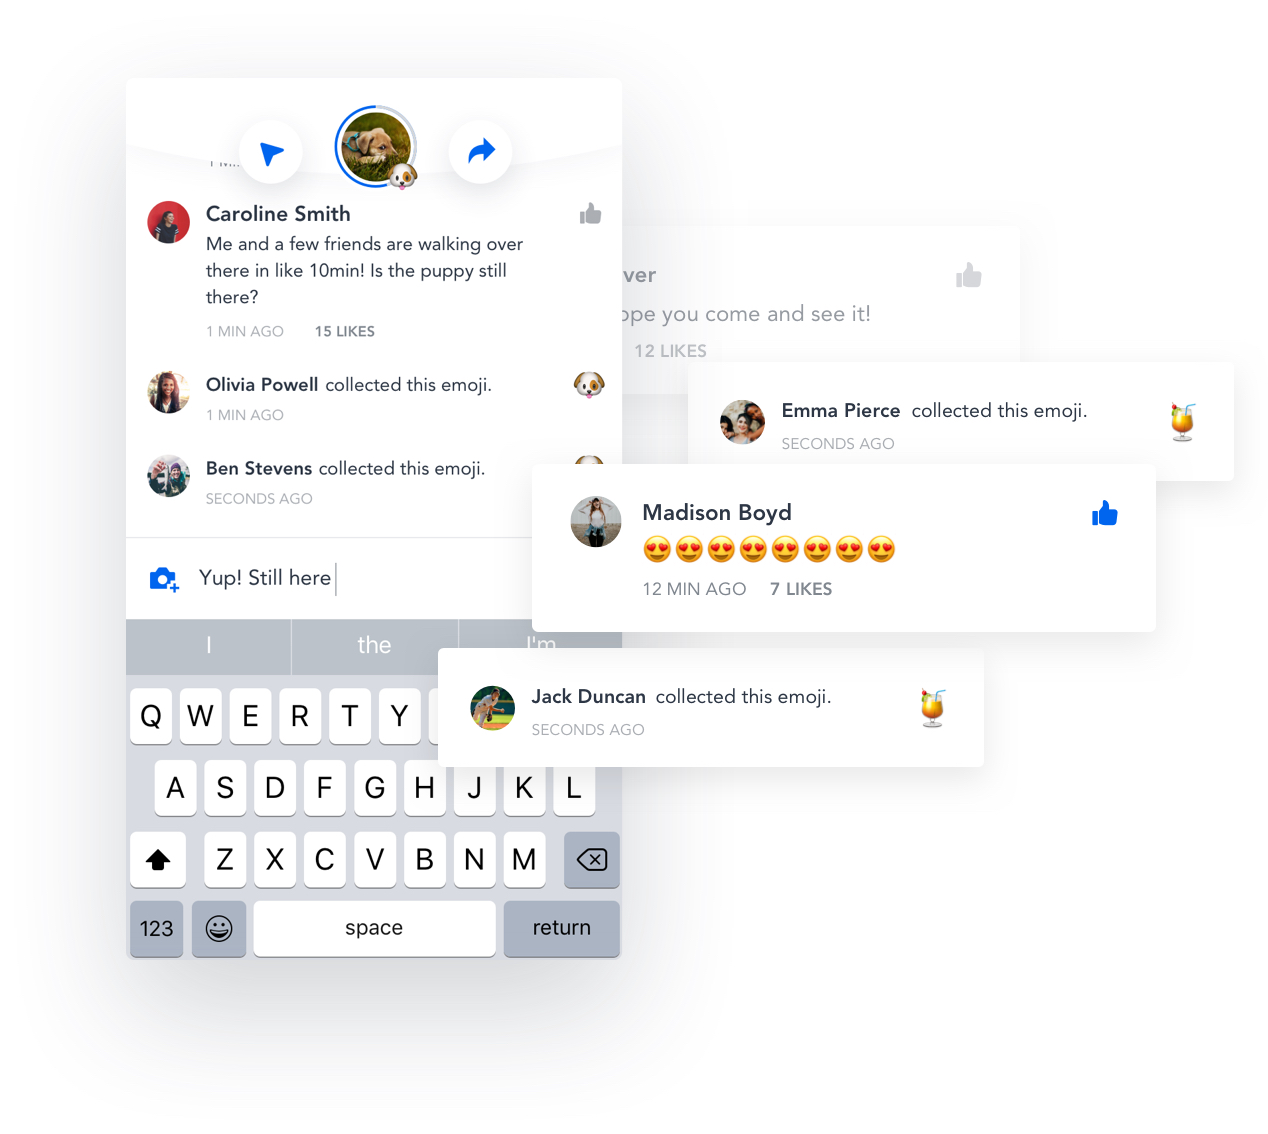 Caroline Smith
Me and a few friends are walking over
there in like 10min! Is the puppy still
there?
1 MIN AGO 15 LIKES
Olivia Powell collected this emoji.
1 MIN AGO
Ben Stevens collected this emoji.
SECONDS AGO
you come and see it!
12 LIKES
Emma Pierce collected this emoji.
SECONDS AGO
Madison Boyd
😍😍😍😍😍😍😍😍
12 MIN AGO 7 LIKES
Jack Duncan collected this emoji.
SECONDS AGO
Yup! Still here
I the I'm
Q W E R T Y
A S D F G H J K L
Z X C V B N M
123 space return